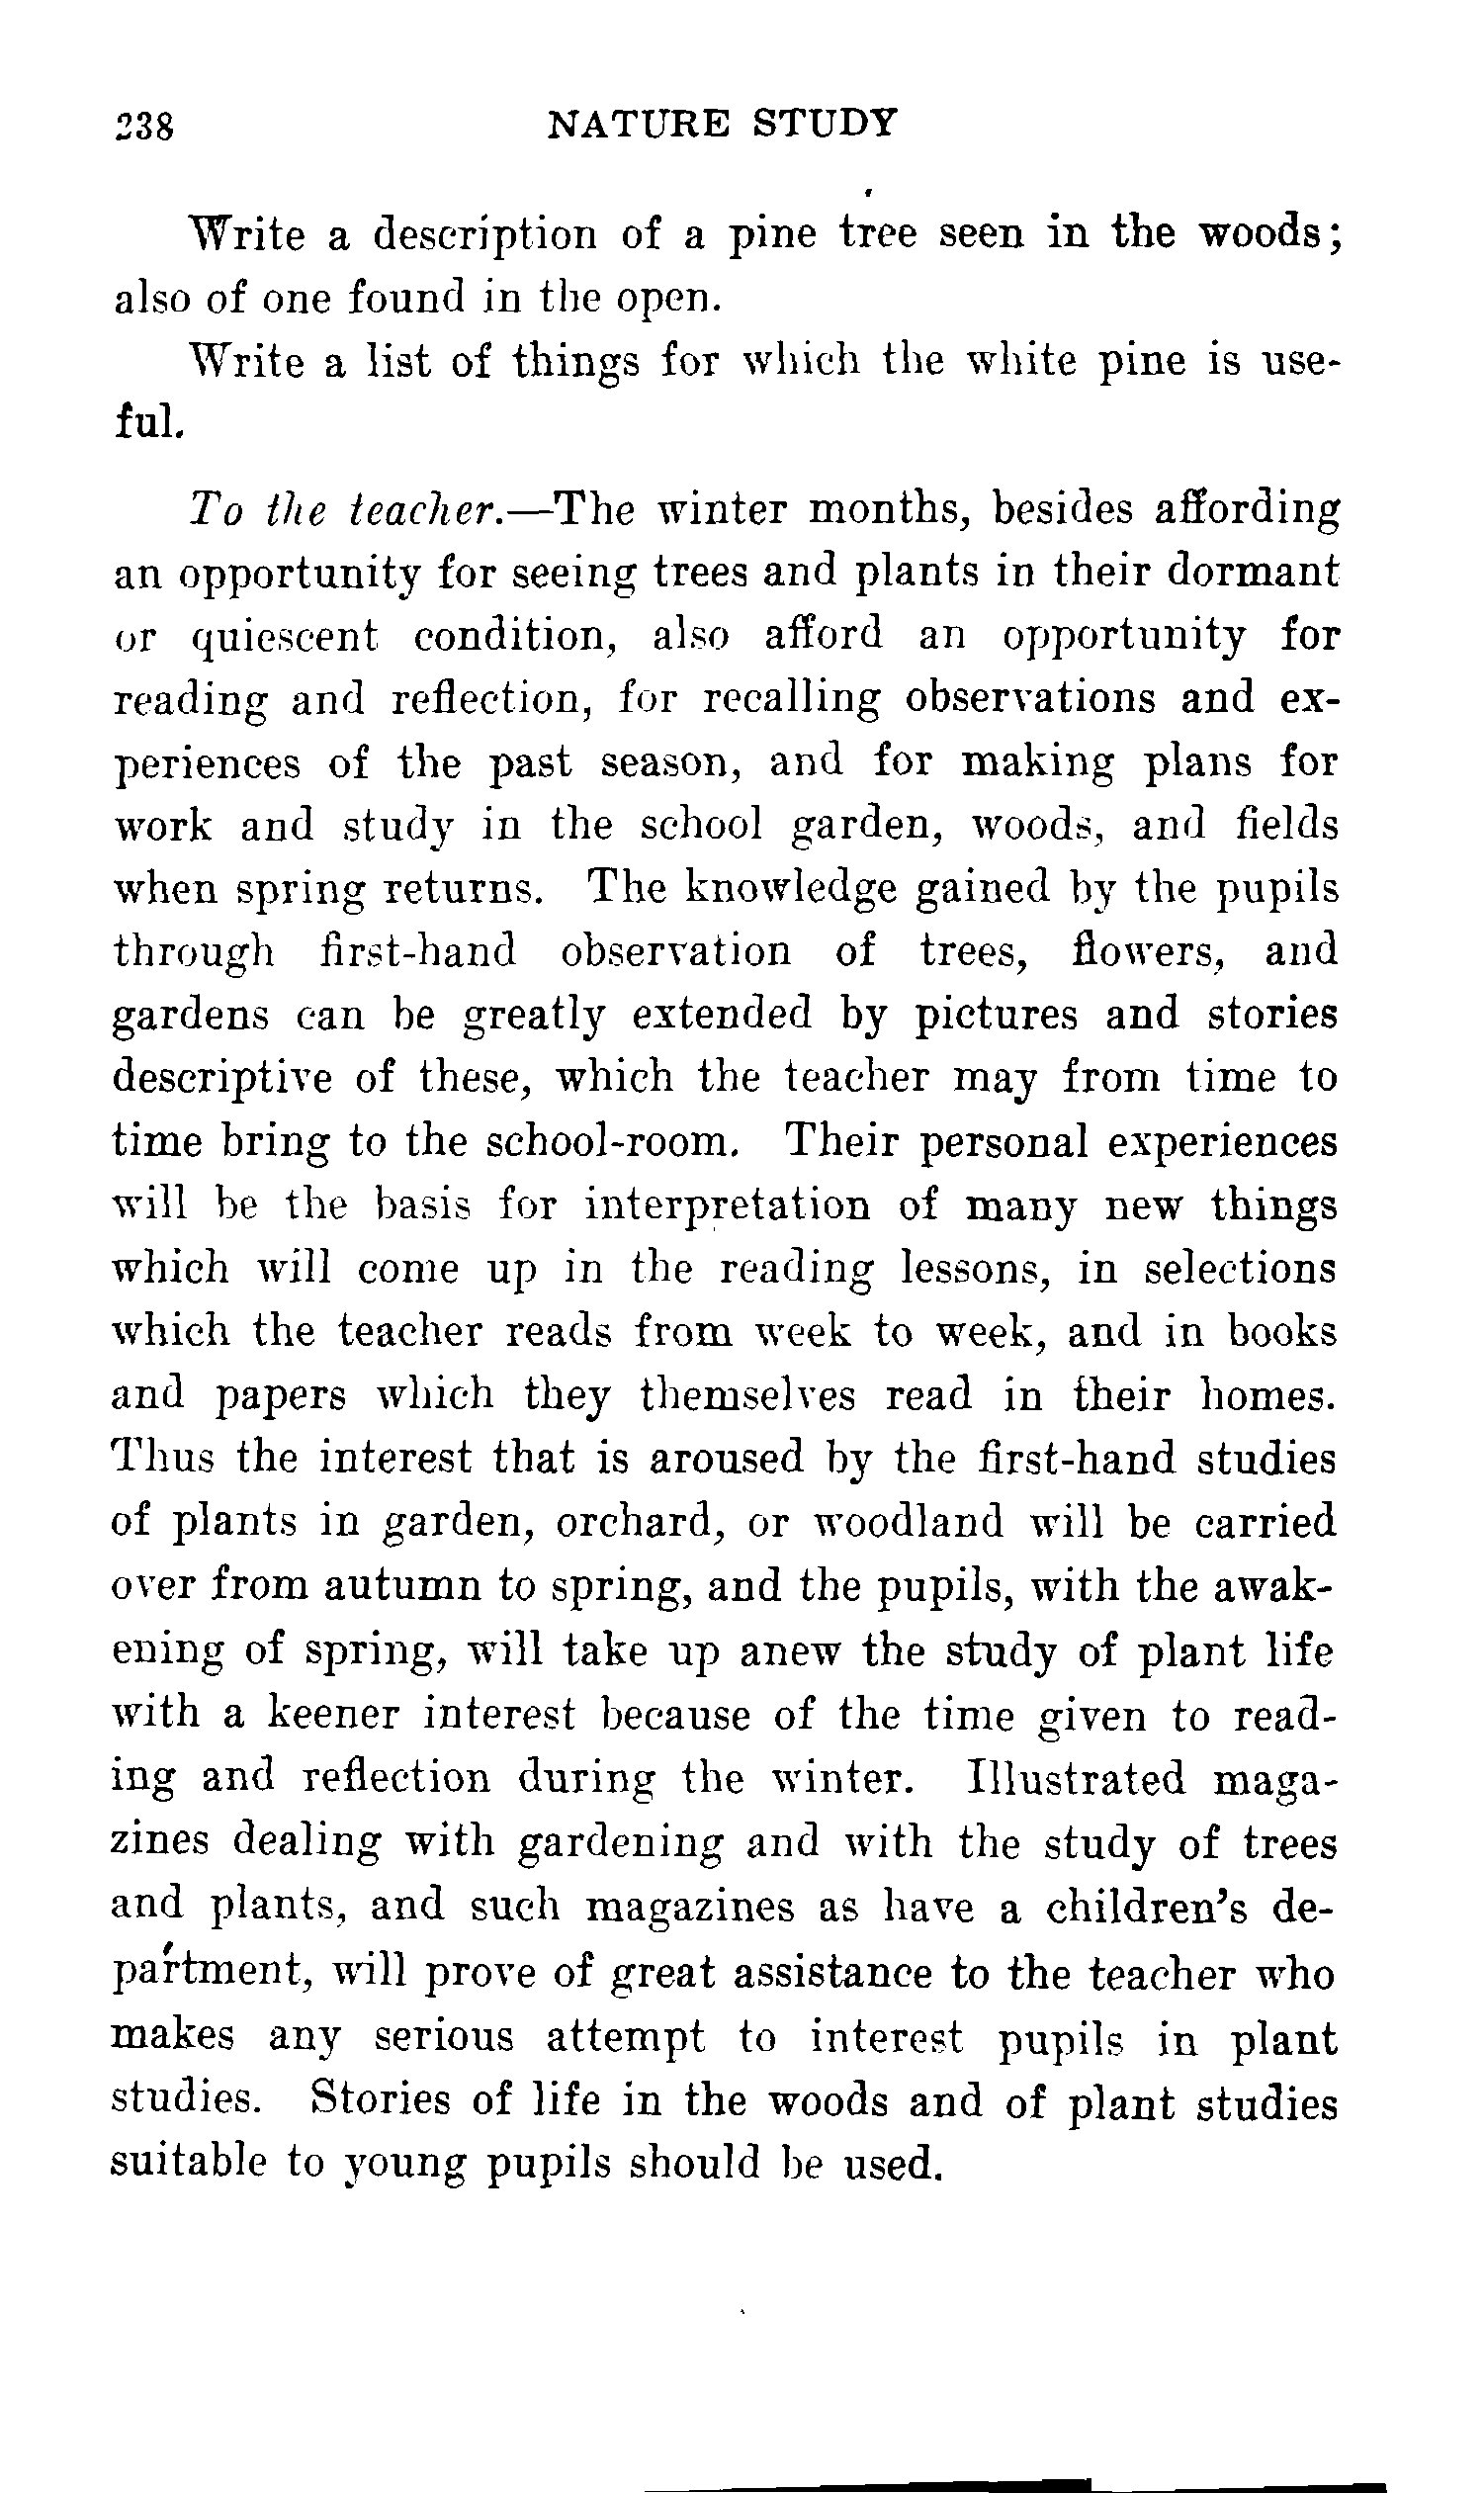 238 NATURE STUDY
Write a description of a pine tree seen in the woods;
also of one found in the open.
Write a list of things for which the white pine is use-
ful.
To the teacher.—The winter months, besides affording
an opportunity for seeing trees and plants in their dormant
or quiescent condition, also afford an opportunity for
reading and reflection, for recalling observations and ex-
periences of the past season, and for making plans for
work and study in the school garden, woods, and fields
when spring returns. The knowledge gained by the pupils
through first-hand observation of trees, flowers, and
gardens can be greatly extended by pictures and stories
descriptive of these, which the teacher may from time to
time bring to the school-room. Their personal experiences
will be the basis for interpretation of many new things
which will come up in the reading lessons, in selections
which the teacher reads from week to week, and in books
and papers which they themselves read in their homes.
Thus the interest that is aroused by the first-hand studies
of plants in garden, orchard, or woodland will be carried
over from autumn to spring, and the pupils, with the awak-
ening of spring, will take up anew the study of plant life
with a keener interest because of the time given to read-
ing and reflection during the winter. Illustrated maga-
zines dealing with gardening and with the study of trees
and plants, and such magazines as have a children's de-
partment, will prove of great assistance to the teacher who
makes any serious attempt to interest pupils in plant
studies. Stories of life in the woods and of plant studies
suitable to young pupils should be used.